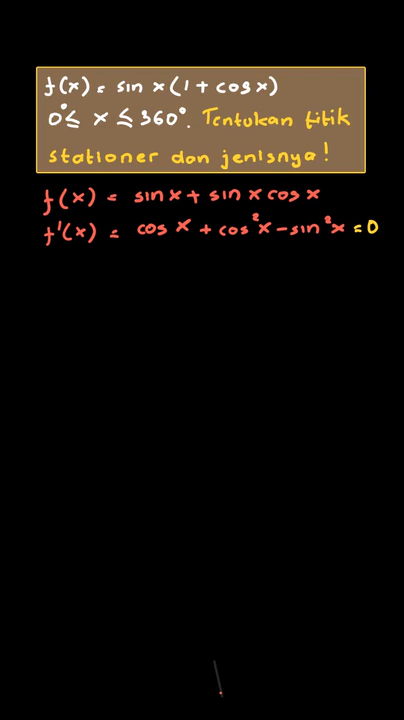 f(x) = sin x (1 + cos x)
0° ≤ x ≤ 360°. Tentukan titik
stationer dan jenisnya !
f(x) = sin x + sin x cos x
f'(x) = cos x + cos²x - sin²x = 0